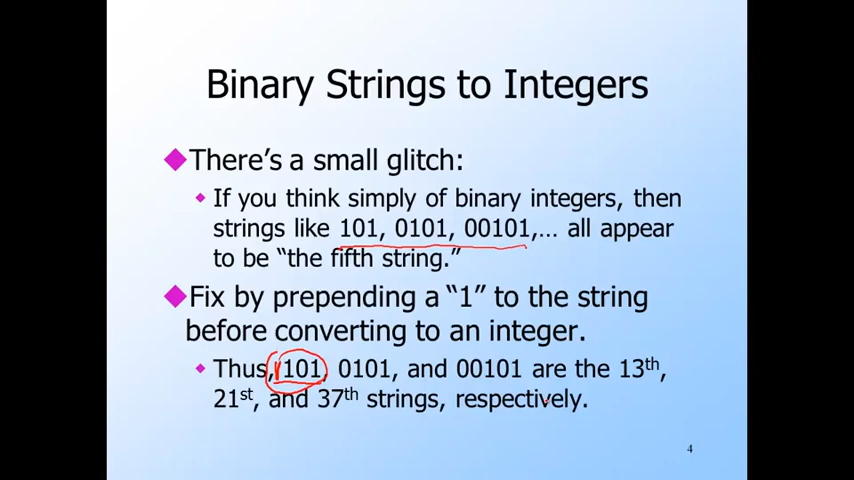 Binary Strings to Integers
There's a small glitch:
If you think simply of binary integers, then
strings like 101, 0101, 00101,… all appear
to be “the fifth string.”
Fix by prepending a “1” to the string
before converting to an integer.
Thus, 101, 0101, and 00101 are the 13th,
21st, and 37th strings, respectively.
4